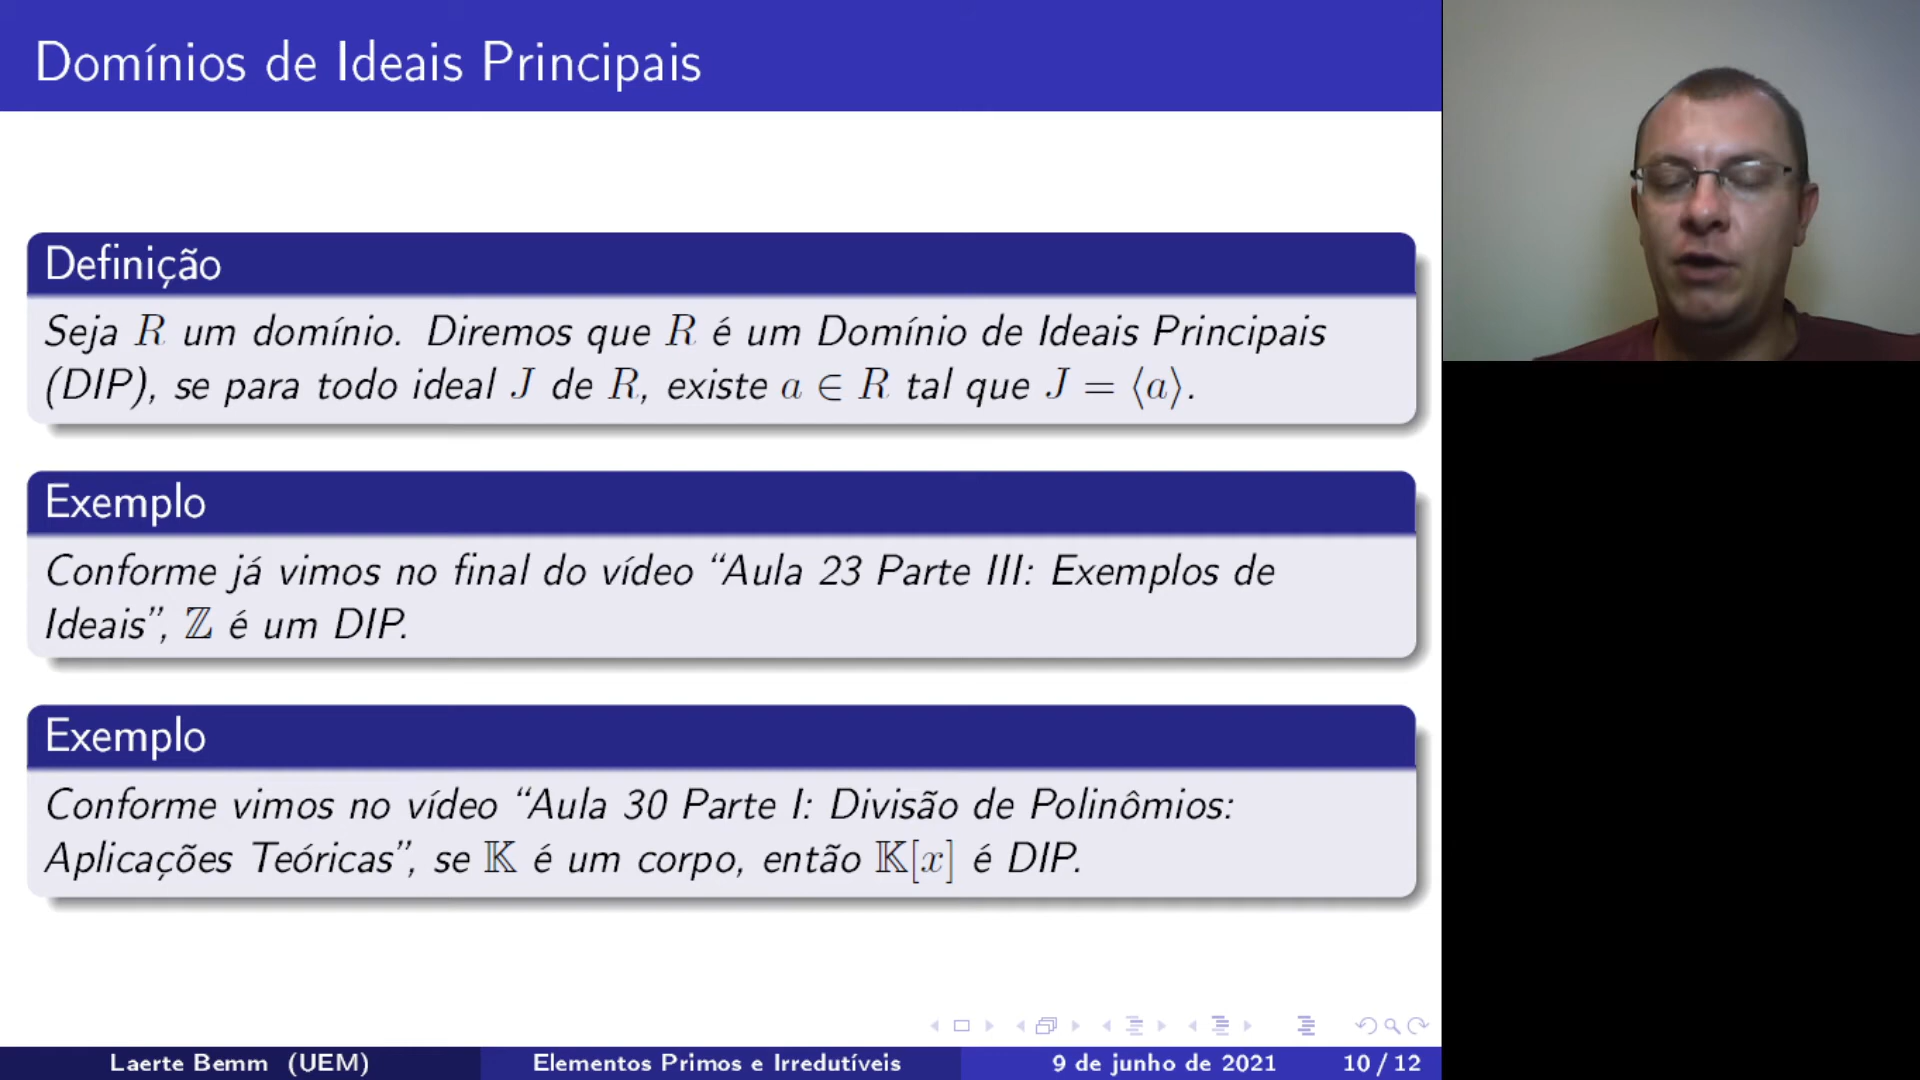 Domínios de Ideais Principais
Definição
Seja R um domínio. Diremos que R é um Domínio de Ideais Principais
(DIP), se para todo ideal J de R, existe a ∈ R tal que J = ⟨a⟩.
Exemplo
Conforme já vimos no final do vídeo “Aula 23 Parte III: Exemplos de
Ideais”, ℤ é um DIP.
Exemplo
Conforme vimos no vídeo “Aula 30 Parte I: Divisão de Polinômios:
Aplicações Teóricas”, se 𝕂 é um corpo, então 𝕂[x] é DIP.
Laerte Bemm (UEM) Elementos Primos e Irredutíveis 9 de junho de 2021 10 / 12